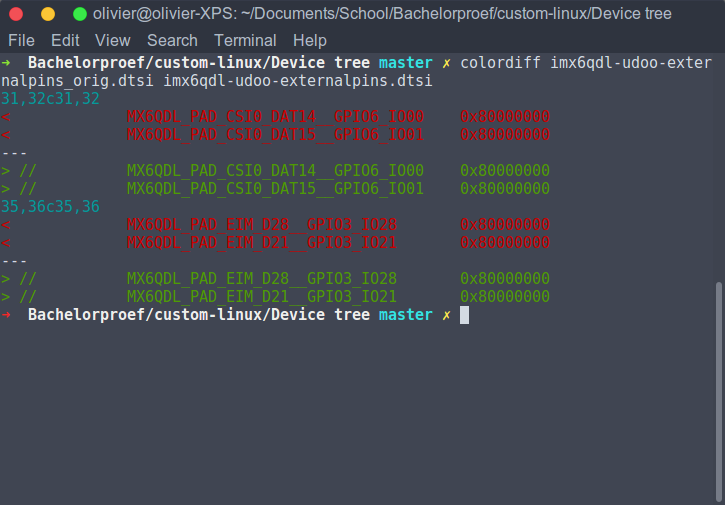 olivier@olivier-XPS: ~/Documents/School/Bachelorproef/custom-linux/Device tree
File Edit View Search Terminal Help
➜ Bachelorproef/custom-linux/Device tree master ✗ colordiff imx6qdl-udoo-exter
nalpins_orig.dtsi imx6qdl-udoo-externalpins.dtsi
31,32c31,32
< MX6QDL_PAD_CSI0_DAT14__GPIO6_IO00 0x80000000
< MX6QDL_PAD_CSI0_DAT15__GPIO6_IO01 0x80000000
---
> // MX6QDL_PAD_CSI0_DAT14__GPIO6_IO00 0x80000000
> // MX6QDL_PAD_CSI0_DAT15__GPIO6_IO01 0x80000000
35,36c35,36
< MX6QDL_PAD_EIM_D28__GPIO3_IO28 0x80000000
< MX6QDL_PAD_EIM_D21__GPIO3_IO21 0x80000000
---
> // MX6QDL_PAD_EIM_D28__GPIO3_IO28 0x80000000
> // MX6QDL_PAD_EIM_D21__GPIO3_IO21 0x80000000
➜ Bachelorproef/custom-linux/Device tree master ✗